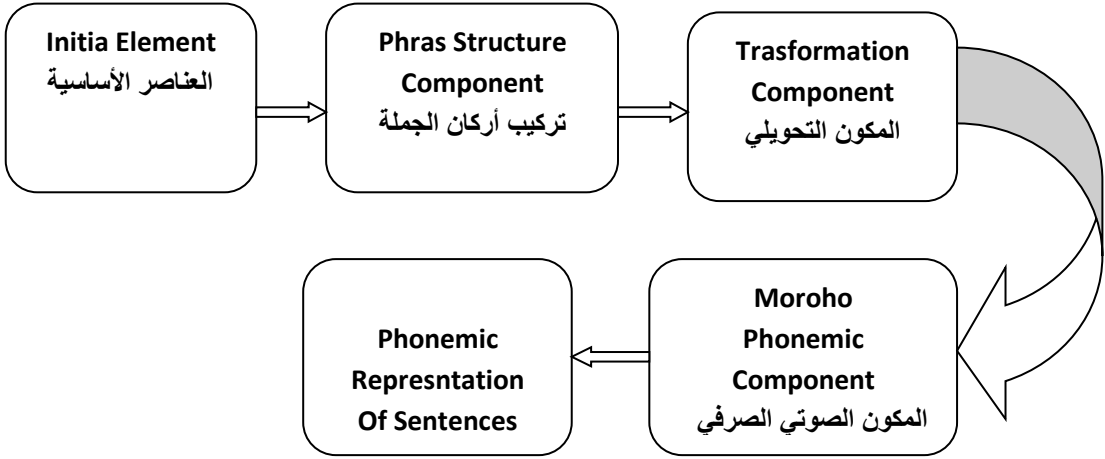 Initia Element
العناصر الأساسية
Phras Structure
Component
تركيب أركان الجملة
Trasformation
Component
المكون التحويلي
Moroho
Phonemic
Component
المكون الصوتي الصرفي
Phonemic
Represntation
Of Sentences